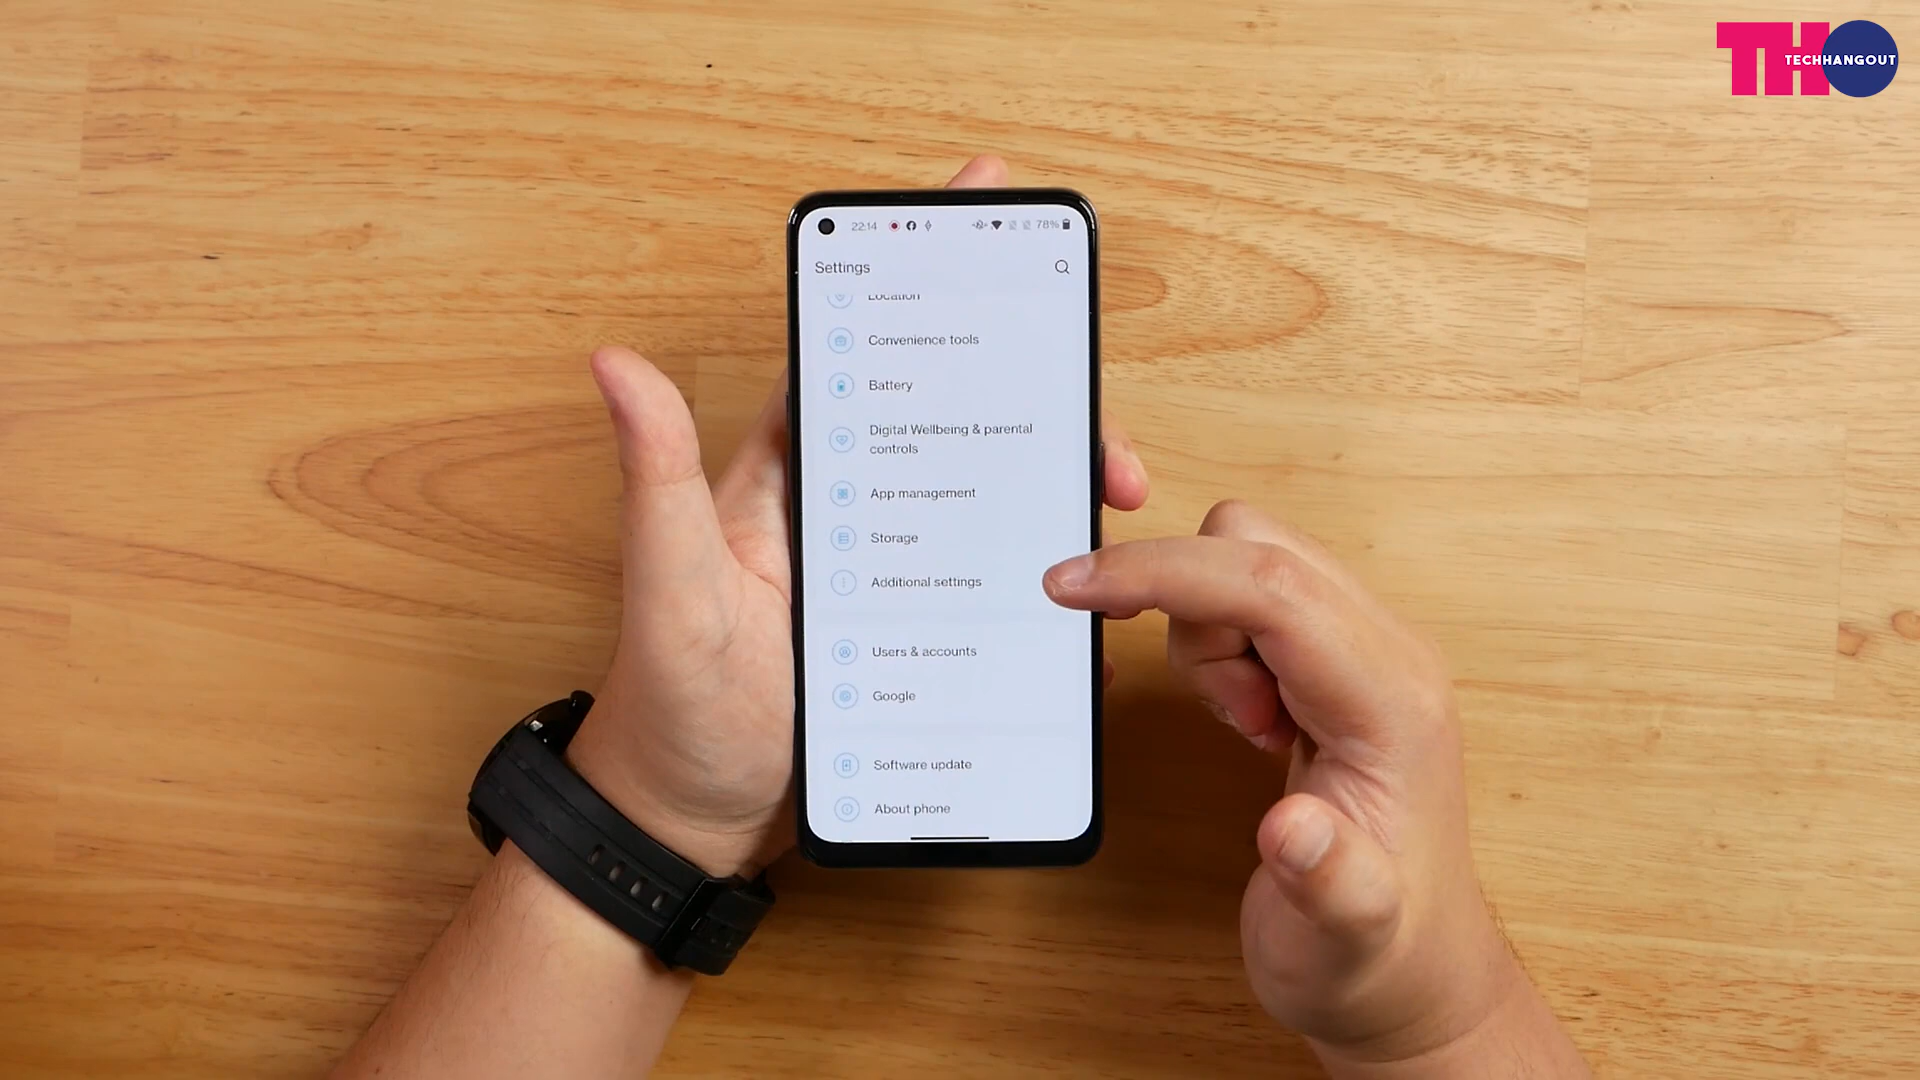 TH TECHHANGOUT
22:14 78%
Settings
Location
Convenience tools
Battery
Digital Wellbeing & parental
controls
App management
Storage
Additional settings
Users & accounts
Google
Software update
About phone